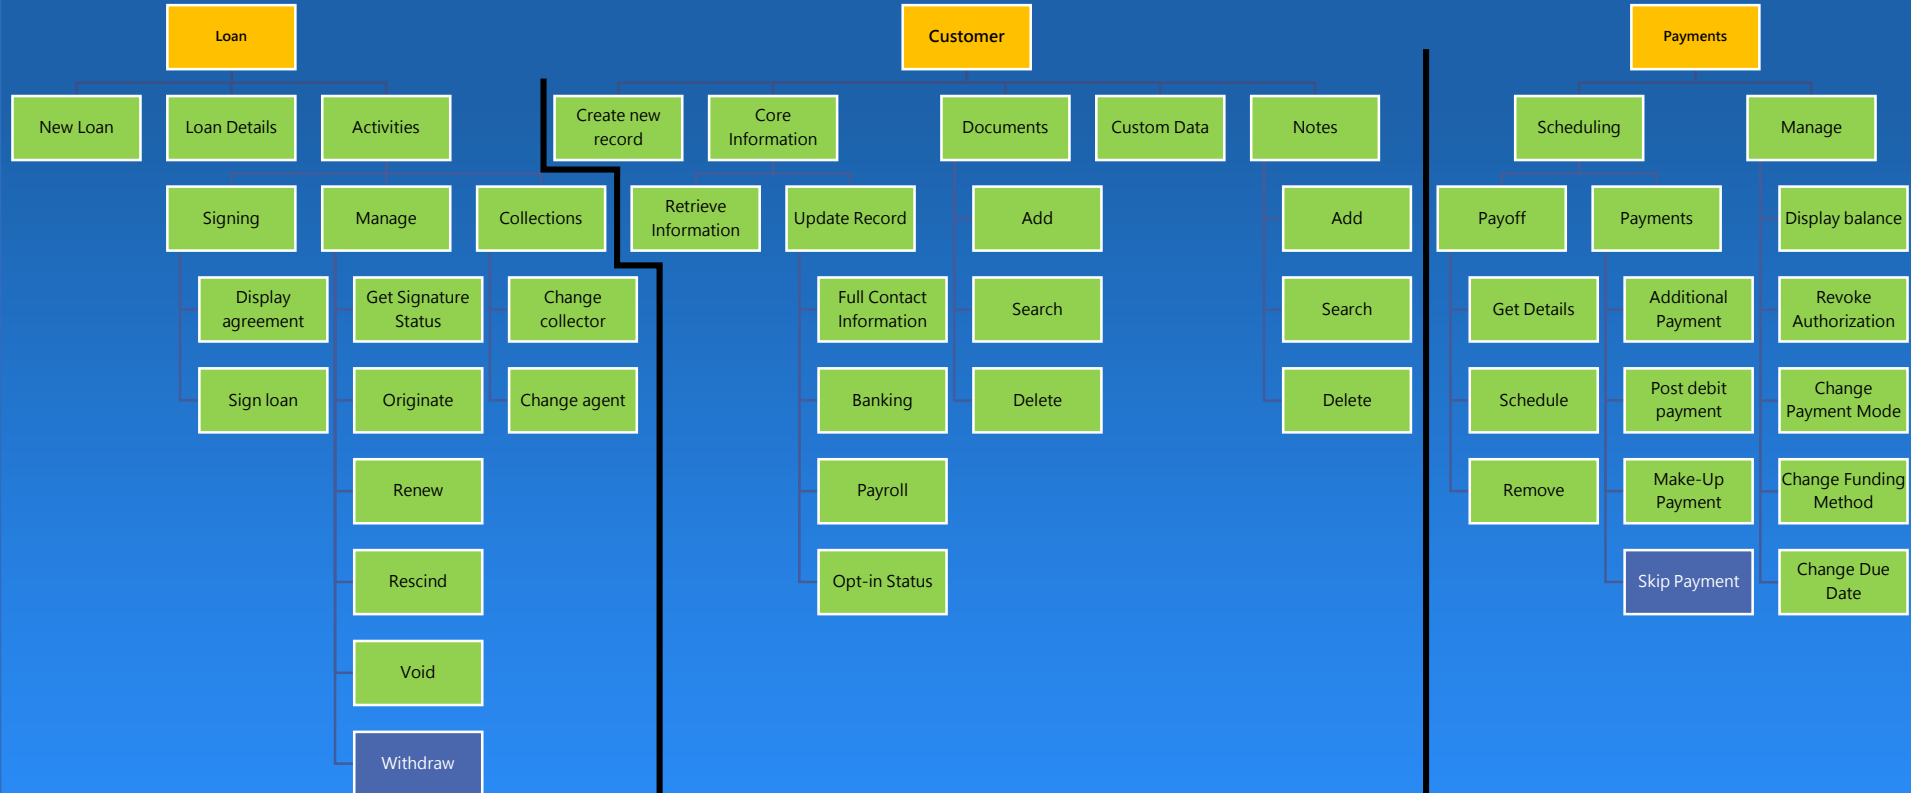 Loan
Customer
Payments
New Loan
Loan Details
Activities
Create new
record
Core
Information
Documents
Custom Data
Notes
Scheduling
Manage
Signing
Manage
Collections
Retrieve
Information
Update Record
Add
Add
Payoff
Payments
Display balance
Display
agreement
Get Signature
Status
Change
collector
Full Contact
Information
Search
Search
Get Details
Additional
Payment
Revoke
Authorization
Sign loan
Originate
Change agent
Banking
Delete
Delete
Schedule
Post debit
payment
Change
Payment Mode
Renew
Payroll
Remove
Make-Up
Payment
Change Funding
Method
Rescind
Opt-in Status
Skip Payment
Change Due
Date
Void
Withdraw